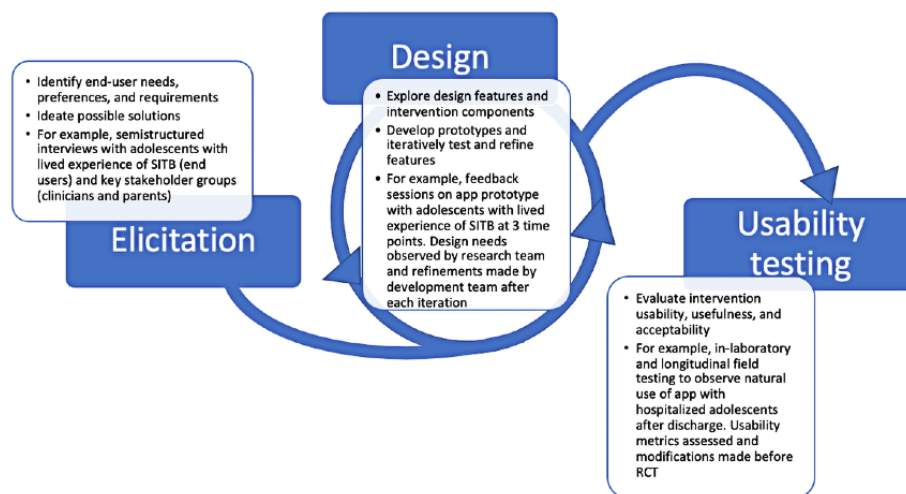 Elicitation
• Identify end-user needs,
preferences, and requirements
• Ideate possible solutions
• For example, semistructured
interviews with adolescents with
lived experience of SITB (end
users) and key stakeholder groups
(clinicians and parents)
Design
• Explore design features and
intervention components
• Develop prototypes and
iteratively test and refine
features
• For example, feedback
sessions on app prototype
with adolescents with lived
experience of SITB at 3 time
points. Design needs
observed by research team
and refinements made by
development team after
each iteration
Usability
testing
• Evaluate intervention
usability, usefulness, and
acceptability
• For example, in-laboratory
and longitudinal field
testing to observe natural
use of app with
hospitalized adolescents
after discharge. Usability
metrics assessed and
modifications made before
RCT